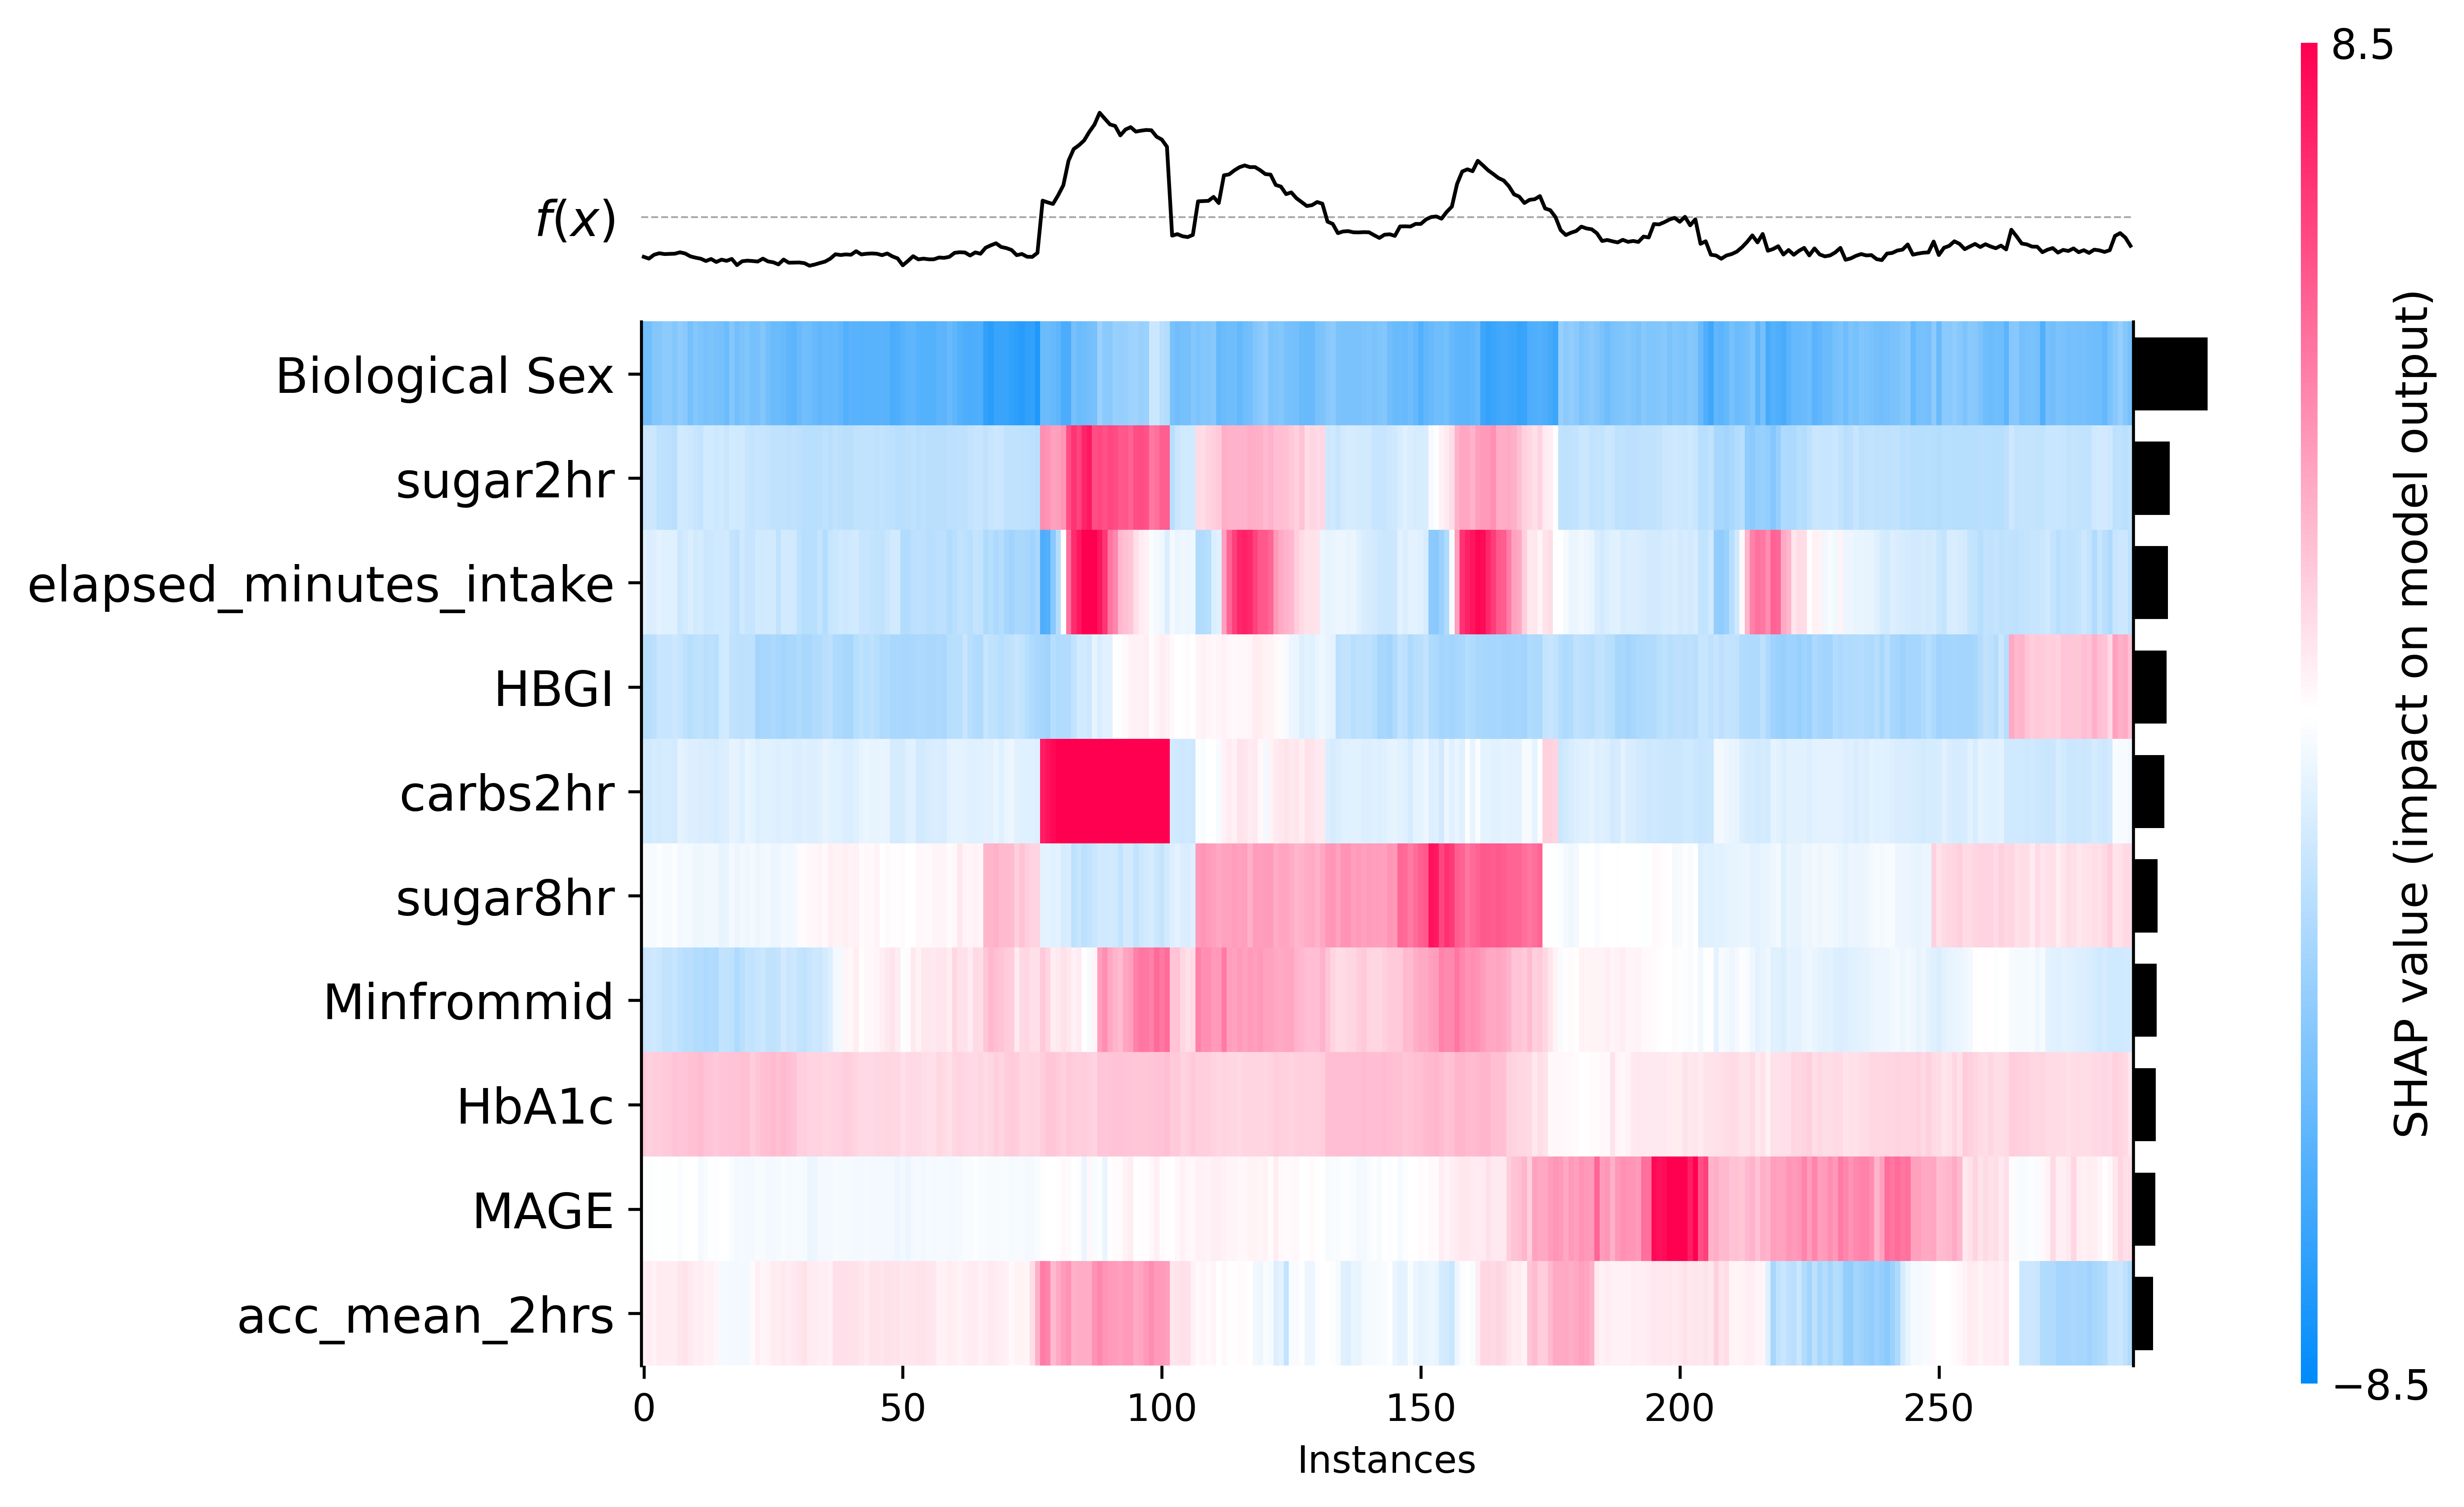 8.5
f(x)
Biological Sex
sugar2hr
elapsed_minutes_intake
HBGI
carbs2hr
sugar8hr
Minfrommid
HbA1c
MAGE
acc_mean_2hrs
0 50 100 150 200 250
Instances
SHAP value (impact on model output)
−8.5